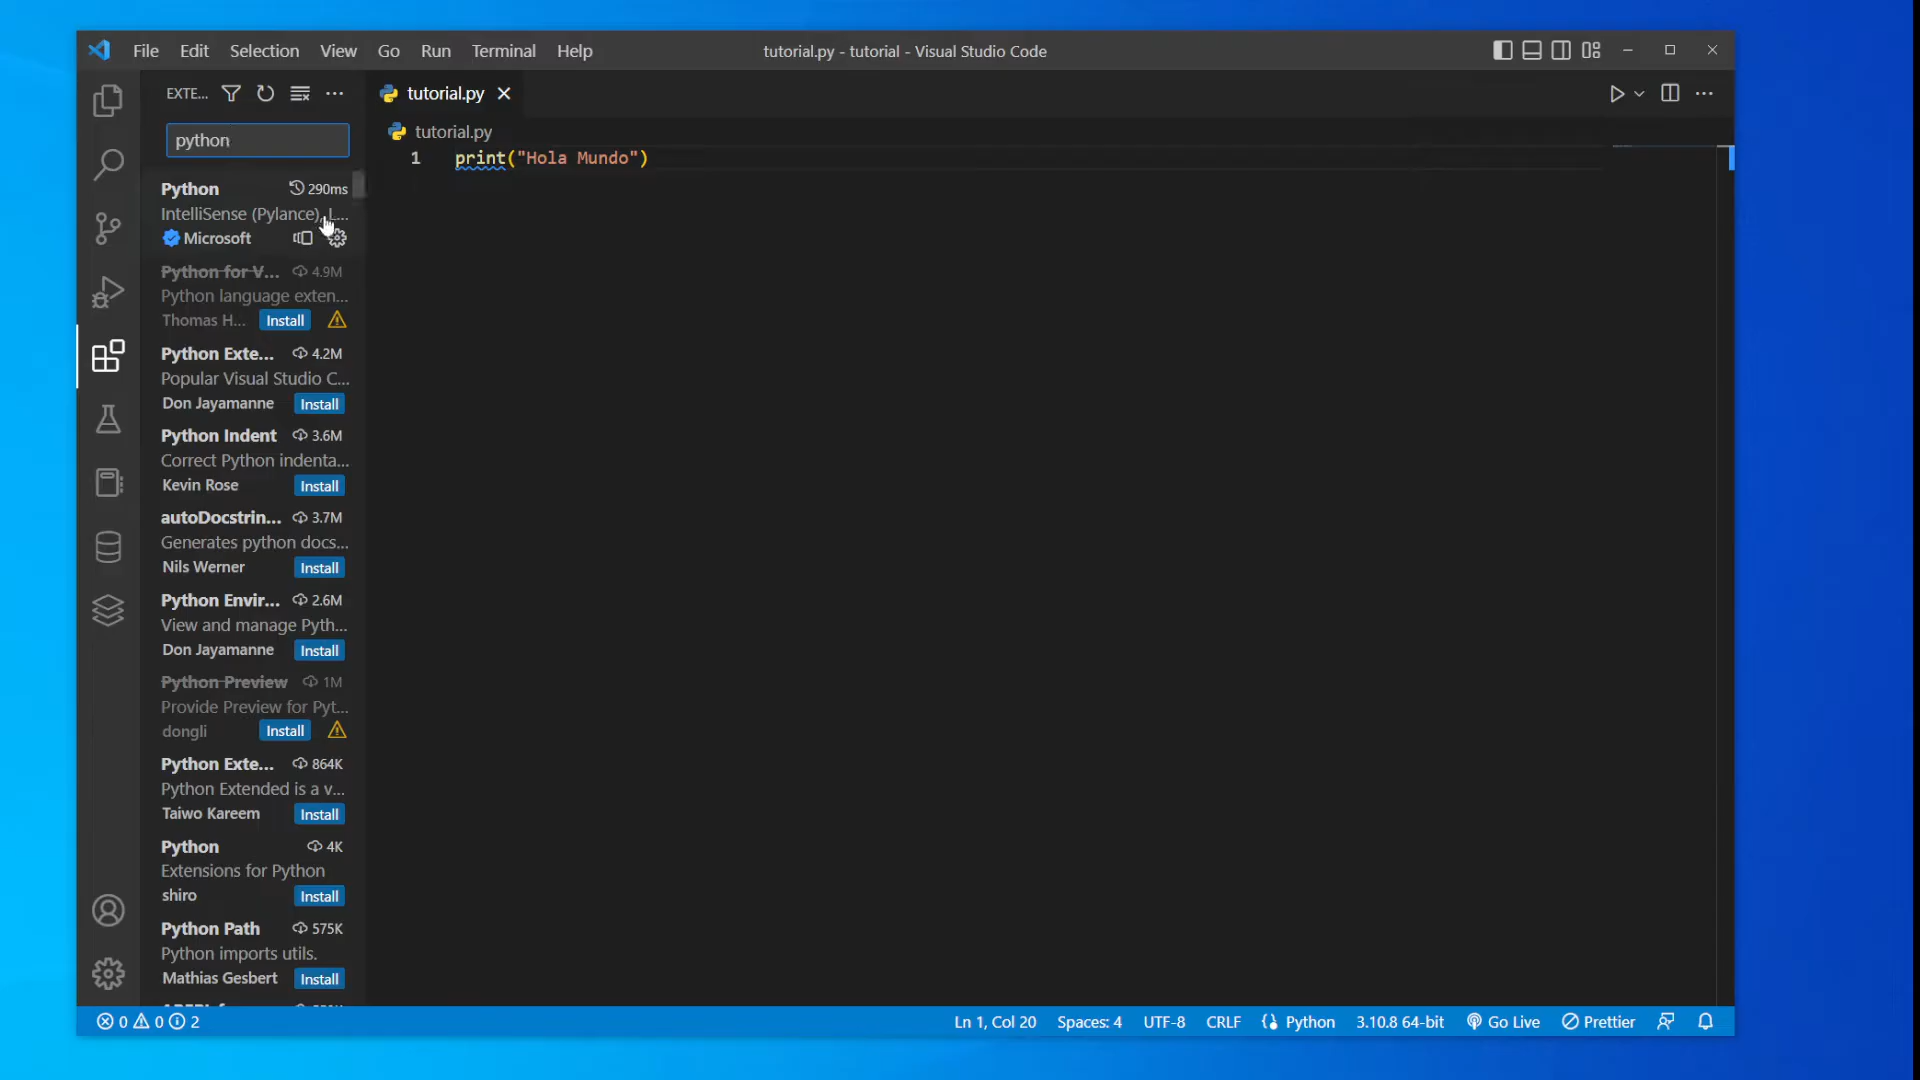 File Edit Selection View Go Run Terminal Help
tutorial.py - tutorial - Visual Studio Code
EXTE...
python
Python 290ms
IntelliSense (Pylance), L...
Microsoft
Python for V... 4.9M
Python language exten...
Thomas H... Install
Python Exte... 4.2M
Popular Visual Studio C...
Don Jayamanne Install
Python Indent 3.6M
Correct Python indenta...
Kevin Rose Install
autoDocstrin... 3.7M
Generates python docs...
Nils Werner Install
Python Envir... 2.6M
View and manage Pyth...
Don Jayamanne Install
Python Preview 1M
Provide Preview for Pyt...
dongli Install
Python Exte... 864K
Python Extended is a v...
Taiwo Kareem Install
Python 4K
Extensions for Python
shiro Install
Python Path 575K
Python imports utils.
Mathias Gesbert Install
tutorial.py
tutorial.py
1 print("Hola Mundo")
0 0 2
Ln 1, Col 20 Spaces: 4 UTF-8 CRLF Python 3.10.8 64-bit Go Live Prettier